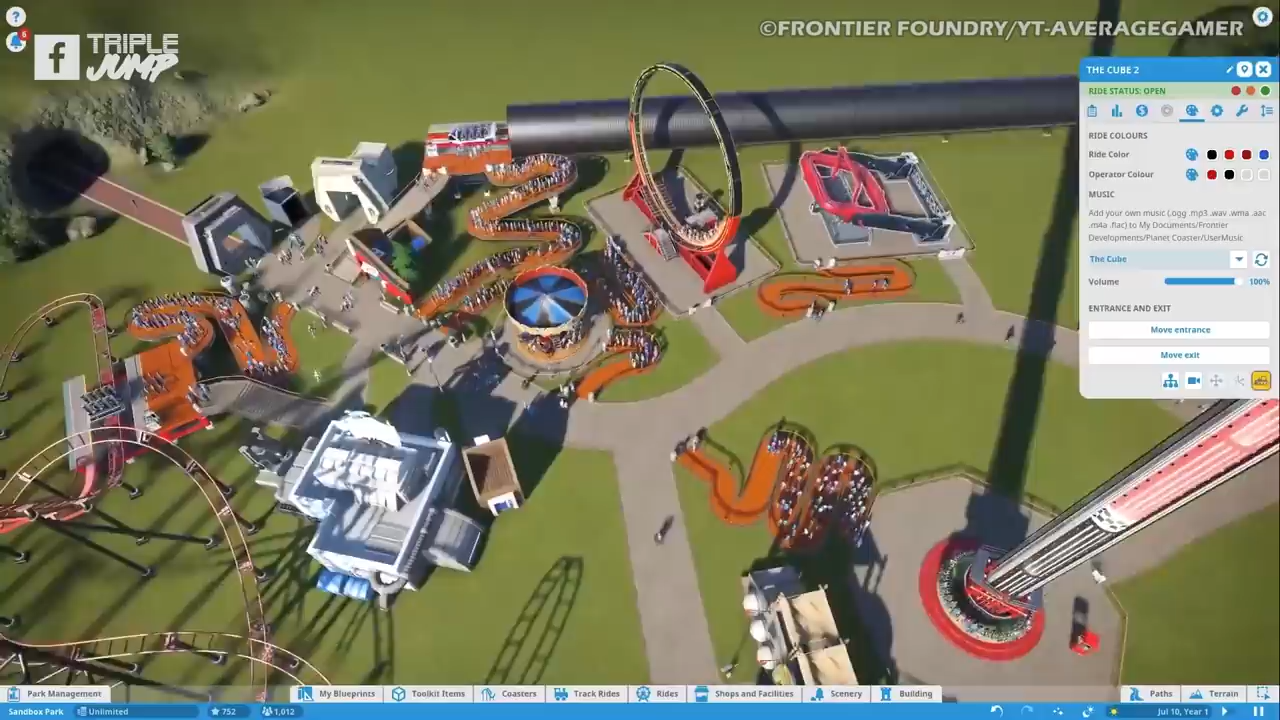 ?
©FRONTIER FOUNDRY/YT-AVERAGEGAMER
6
f TRIPLE
JUMP
THE CUBE 2
RIDE STATUS: OPEN
RIDE COLOURS
Ride Color
Operator Colour
MUSIC
Add your own music (.ogg .mp3 .wav .wma .aac
.m4a .flac) to My Documents/Frontier
Developments/Planet Coaster/UserMusic
The Cube
Volume 100%
ENTRANCE AND EXIT
Move entrance
Move exit
Park Management
My Blueprints
Toolkit Items
Coasters
Track Rides
Rides
Shops and Facilities
Scenery
Building
Paths
Terrain
Sandbox Park
Unlimited
752
1,012
Jul 10, Year 1